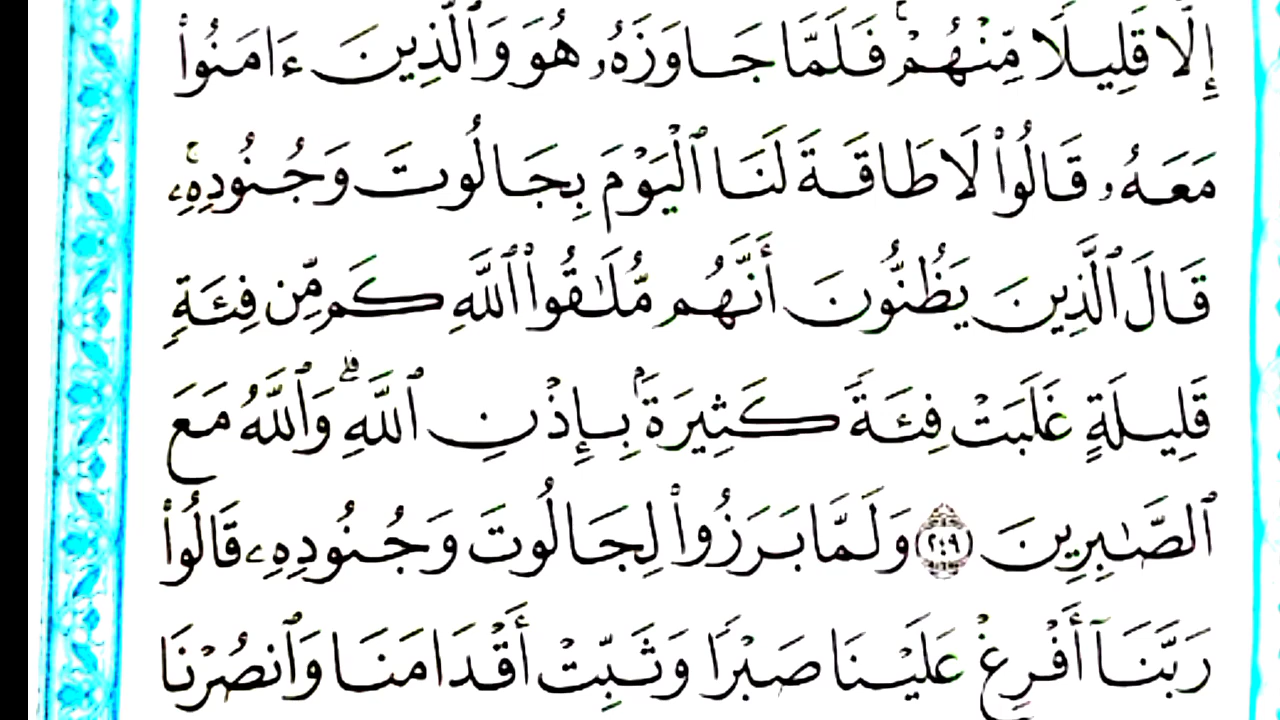 إِلَّا قَلِيلًا مِّنْهُمْ ۚ فَلَمَّا جَاوَزَهُۥ هُوَ وَٱلَّذِينَ ءَامَنُوا۟
مَعَهُۥ قَالُوا۟ لَا طَاقَةَ لَنَا ٱلْيَوْمَ بِجَالُوتَ وَجُنُودِهِۦ ۚ
قَالَ ٱلَّذِينَ يَظُنُّونَ أَنَّهُم مُّلَـٰقُوا۟ ٱللَّهِ كَم مِّن فِئَةٍ
قَلِيلَةٍ غَلَبَتْ فِئَةً كَثِيرَةًۢ بِإِذْنِ ٱللَّهِ ۗ وَٱللَّهُ مَعَ
ٱلصَّـٰبِرِينَ ٢٤٩ وَلَمَّا بَرَزُوا۟ لِجَالُوتَ وَجُنُودِهِۦ قَالُوا۟
رَبَّنَآ أَفْرِغْ عَلَيْنَا صَبْرًا وَثَبِّتْ أَقْدَامَنَا وَٱنصُرْنَا